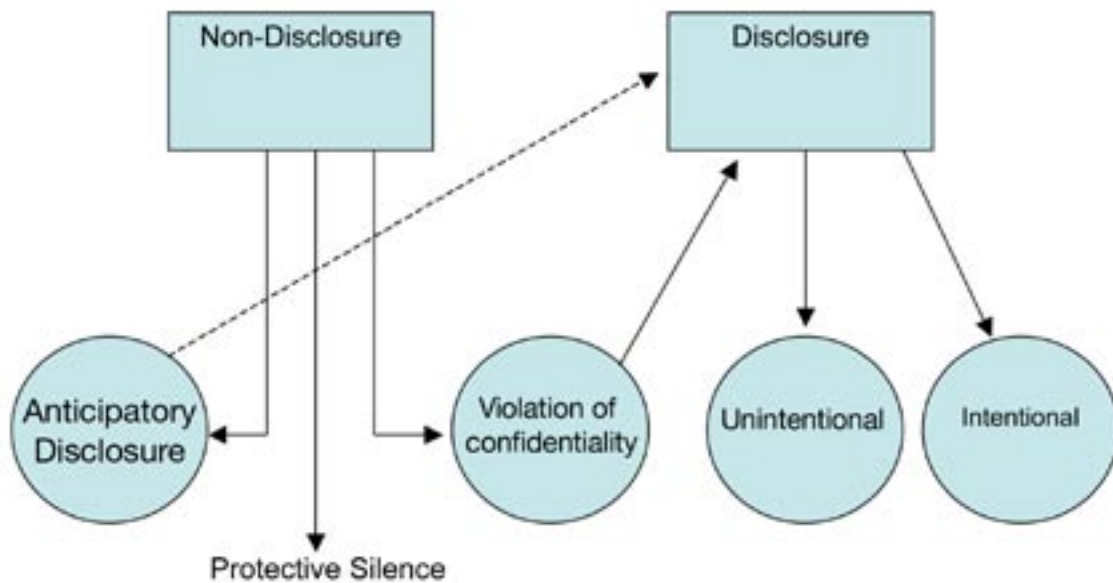 Non-Disclosure
Disclosure
Anticipatory
Disclosure
Violation of
confidentiality
Unintentional
Intentional
Protective Silence